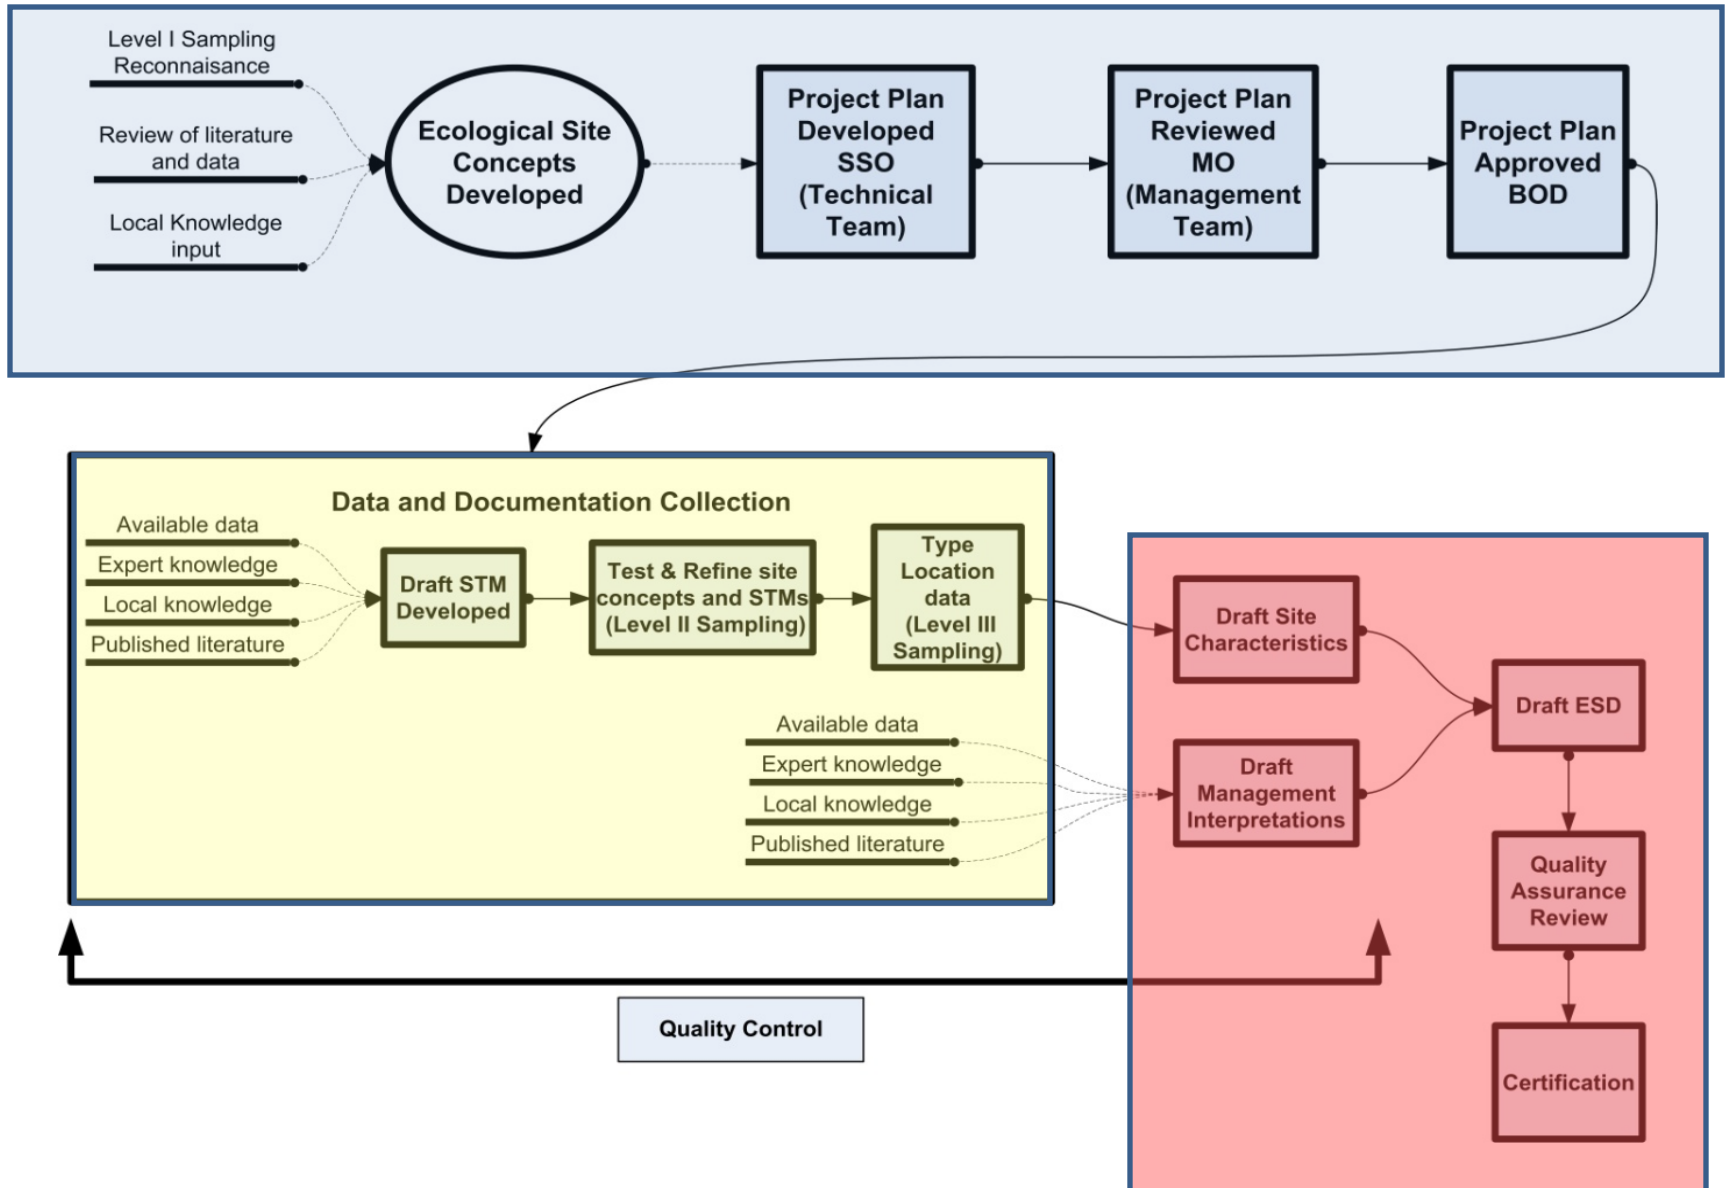 Level I Sampling
Reconnaisance
Review of literature
and data
Local Knowledge
input
Ecological Site
Concepts
Developed
Project Plan
Developed
SSO
(Technical
Team)
Project Plan
Reviewed
MO
(Management
Team)
Project Plan
Approved
BOD
Data and Documentation Collection
Available data
Expert knowledge
Local knowledge
Published literature
Draft STM
Developed
Test & Refine site
concepts and STMs
(Level II Sampling)
Type
Location
data
(Level III
Sampling)
Available data
Expert knowledge
Local knowledge
Published literature
Draft Site
Characteristics
Draft
Management
Interpretations
Draft ESD
Quality
Assurance
Review
Certification
Quality Control